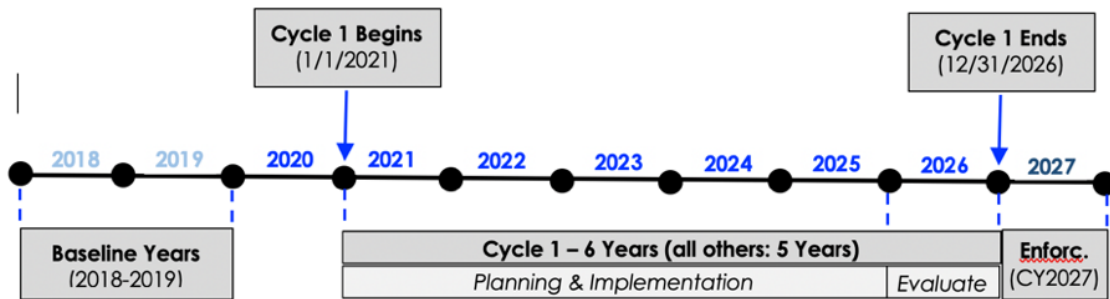 Cycle 1 Begins
(1/1/2021)
Cycle 1 Ends
(12/31/2026)
2018 2019 2020 2021 2022 2023 2024 2025 2026 2027
Baseline Years
(2018-2019)
Cycle 1 – 6 Years (all others: 5 Years)
Planning & Implementation
Evaluate
Enforc.
(CY2027)